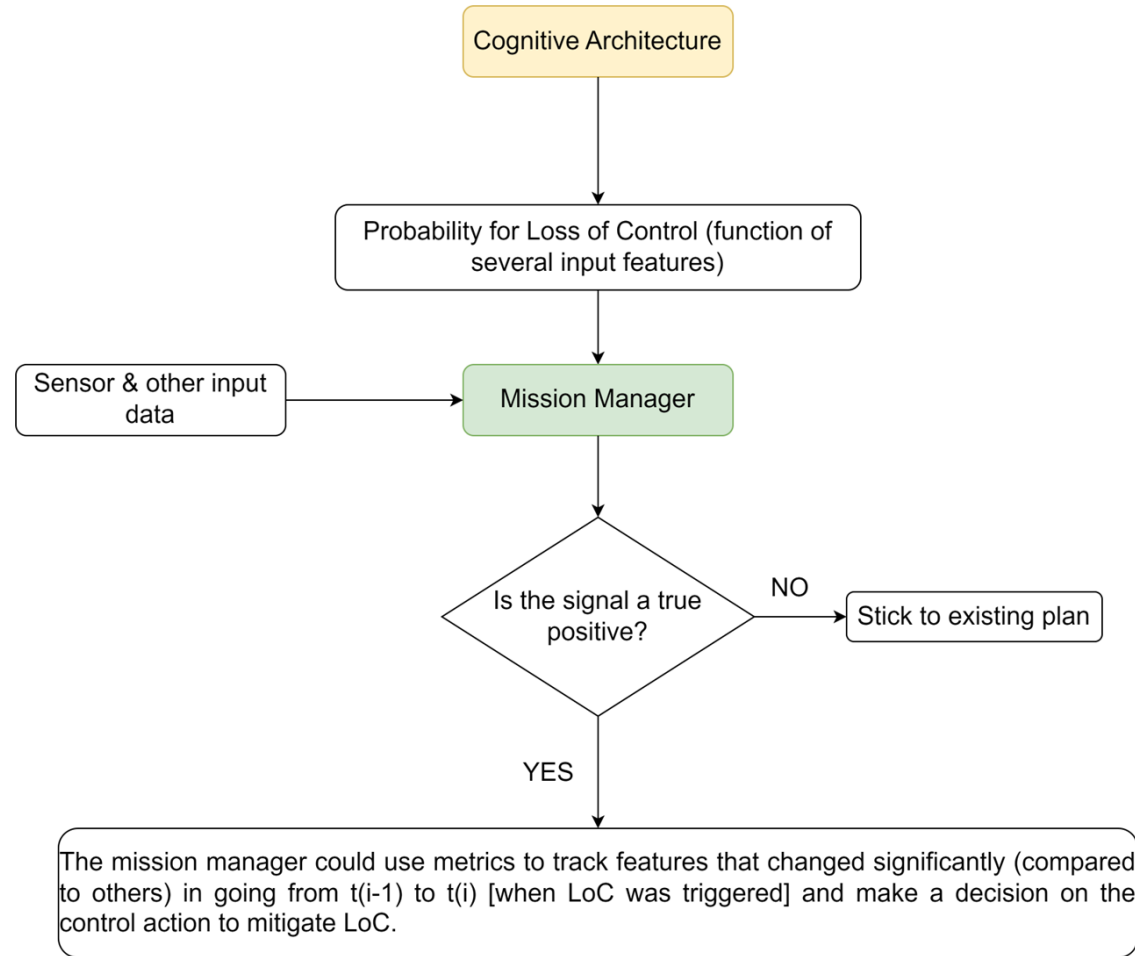 Cognitive Architecture
Probability for Loss of Control (function of
several input features)
Sensor & other input
data
Mission Manager
Is the signal a true
positive?
NO
Stick to existing plan
YES
The mission manager could use metrics to track features that changed significantly (compared
to others) in going from t(i-1) to t(i) [when LoC was triggered] and make a decision on the
control action to mitigate LoC.